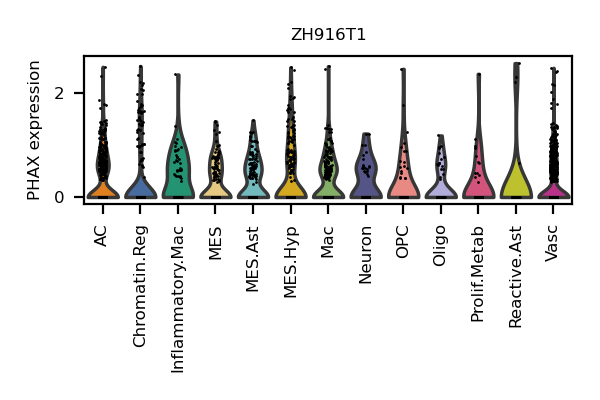 ZH916T1
PHAX expression
2
0
AC
Chromatin.Reg
Inflammatory.Mac
MES
MES.Ast
MES.Hyp
Mac
Neuron
OPC
Oligo
Prolif.Metab
Reactive.Ast
Vasc